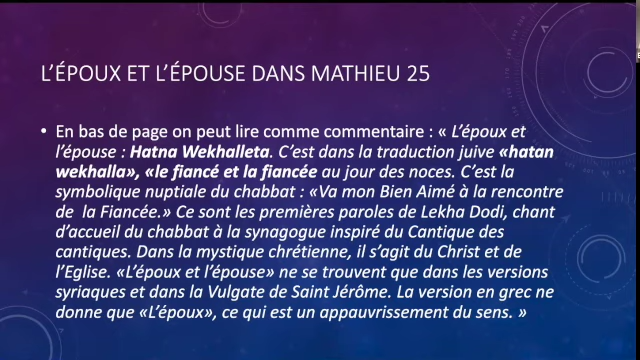 L'ÉPOUX ET L'ÉPOUSE DANS MATHIEU 25
• En bas de page on peut lire comme commentaire : « L'époux et
l'épouse : Hatna Wekhalleta. C'est dans la traduction juive «hatan
wekhalla», «le fiancé et la fiancée au jour des noces. C'est la
symbolique nuptiale du chabbat : «Va mon Bien Aimé à la rencontre
de la Fiancée.» Ce sont les premières paroles de Lekha Dodi, chant
d'accueil du chabbat à la synagogue inspiré du Cantique des
cantiques. Dans la mystique chrétienne, il s'agit du Christ et de
l'Eglise. «L'époux et l'épouse» ne se trouvent que dans les versions
syriaques et dans la Vulgate de Saint Jérôme. La version en grec ne
donne que «L'époux», ce qui est un appauvrissement du sens. »